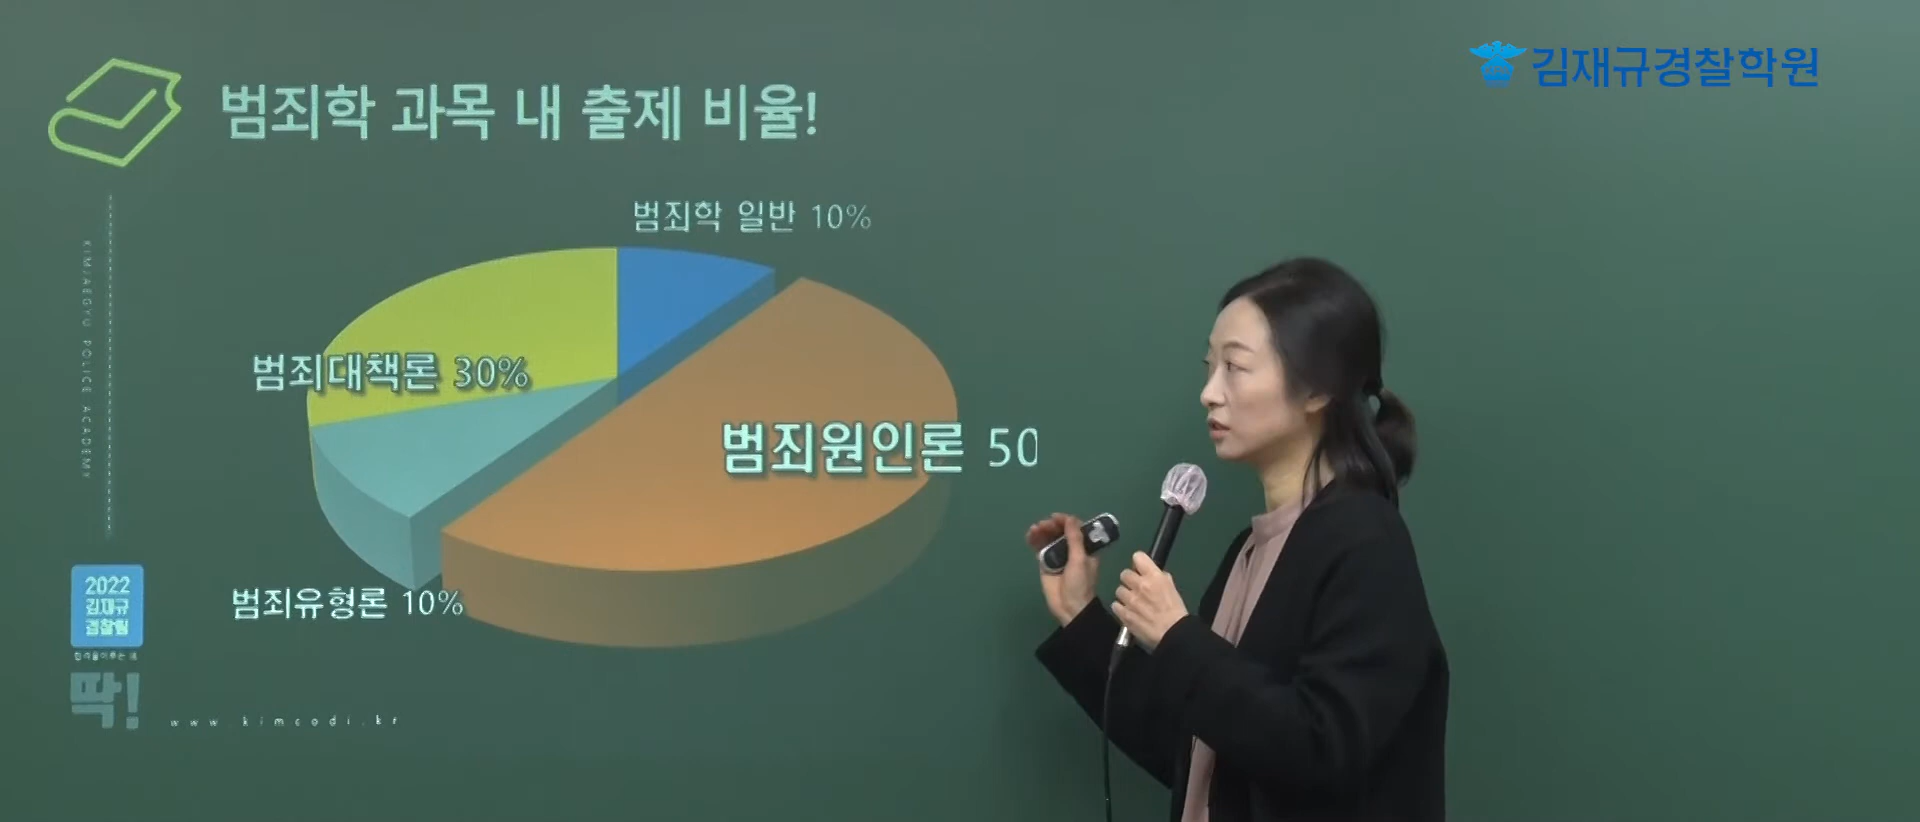 김재규경찰학원
범죄학 과목 내 출제 비율!
범죄학 일반 10%
범죄대책론 30%
범죄원인론 50
범죄유형론 10%
KIMJAEGYU POLICE ACADEMY
2022
김재규
경찰팀
딱!
www.kimcodi.kr